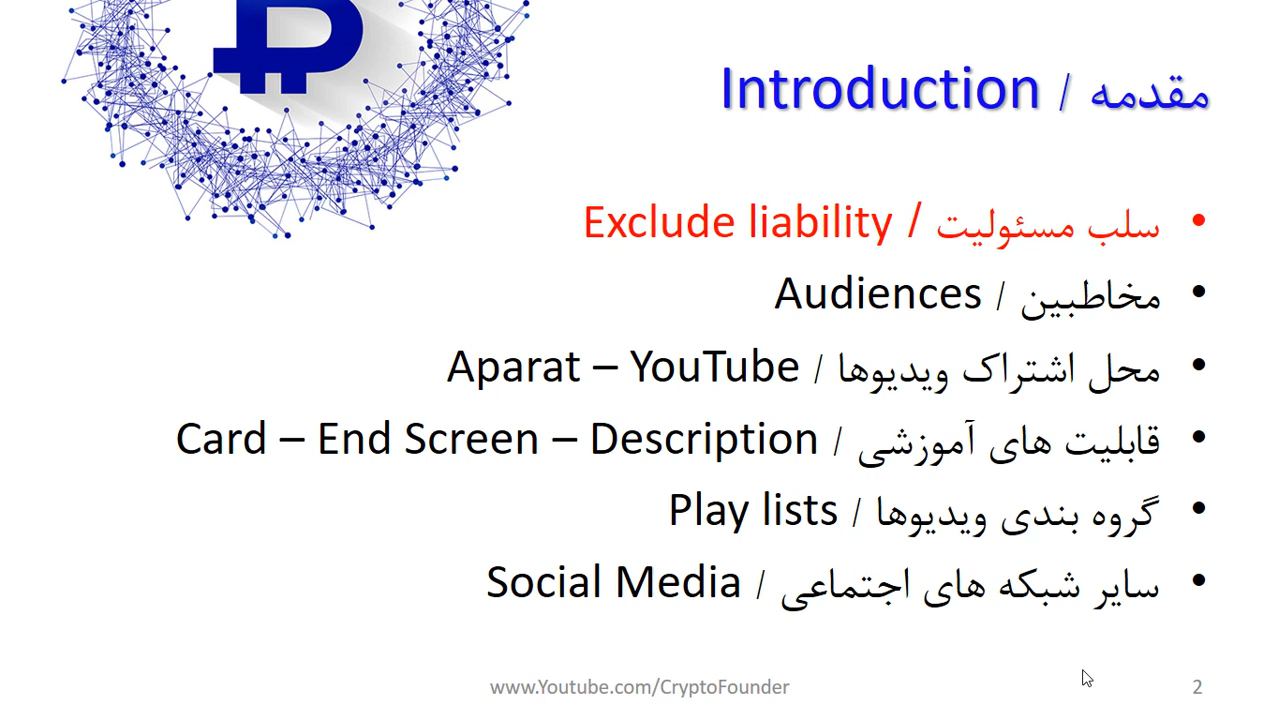 مقدمه / Introduction
• سلب مسئولیت / Exclude liability
• مخاطبین / Audiences
• محل اشتراک ویدیوها / Aparat – YouTube
• قابلیت های آموزشی / Card – End Screen – Description
• گروه بندی ویدیوها / Play lists
• سایر شبکه های اجتماعی / Social Media
www.Youtube.com/CryptoFounder
2